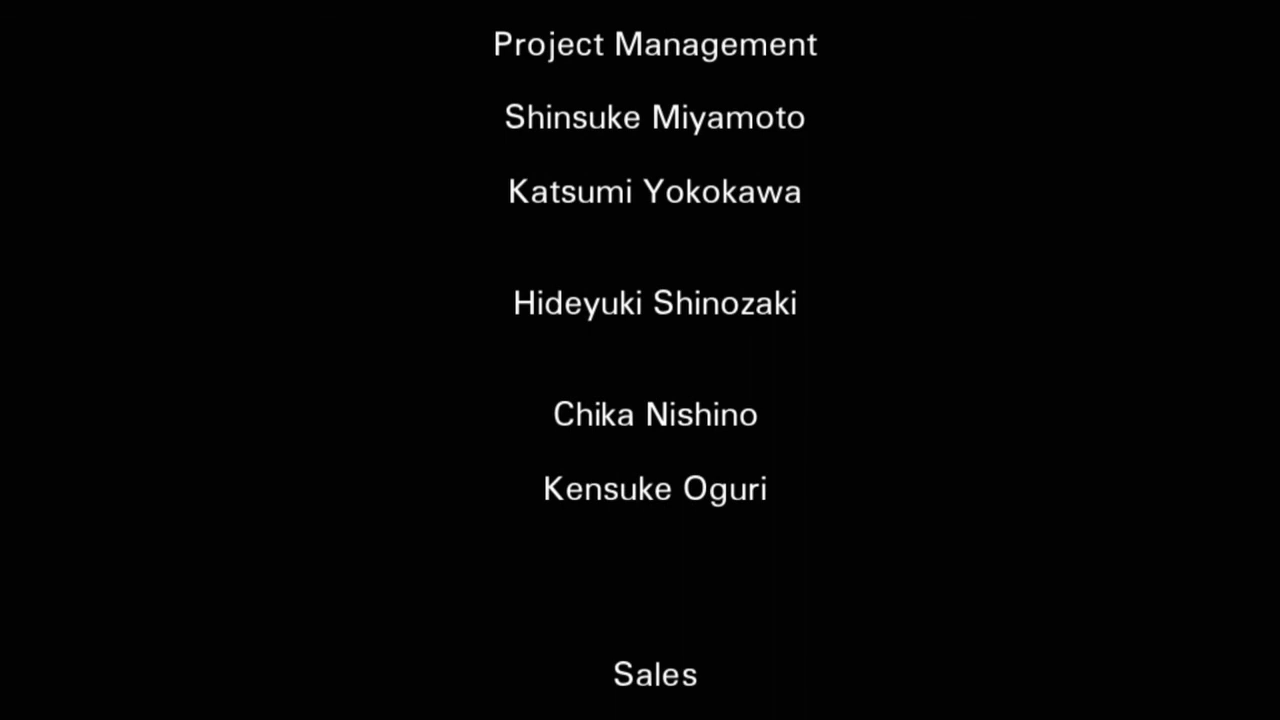 Project Management
Shinsuke Miyamoto
Katsumi Yokokawa
Hideyuki Shinozaki
Chika Nishino
Kensuke Oguri
Sales